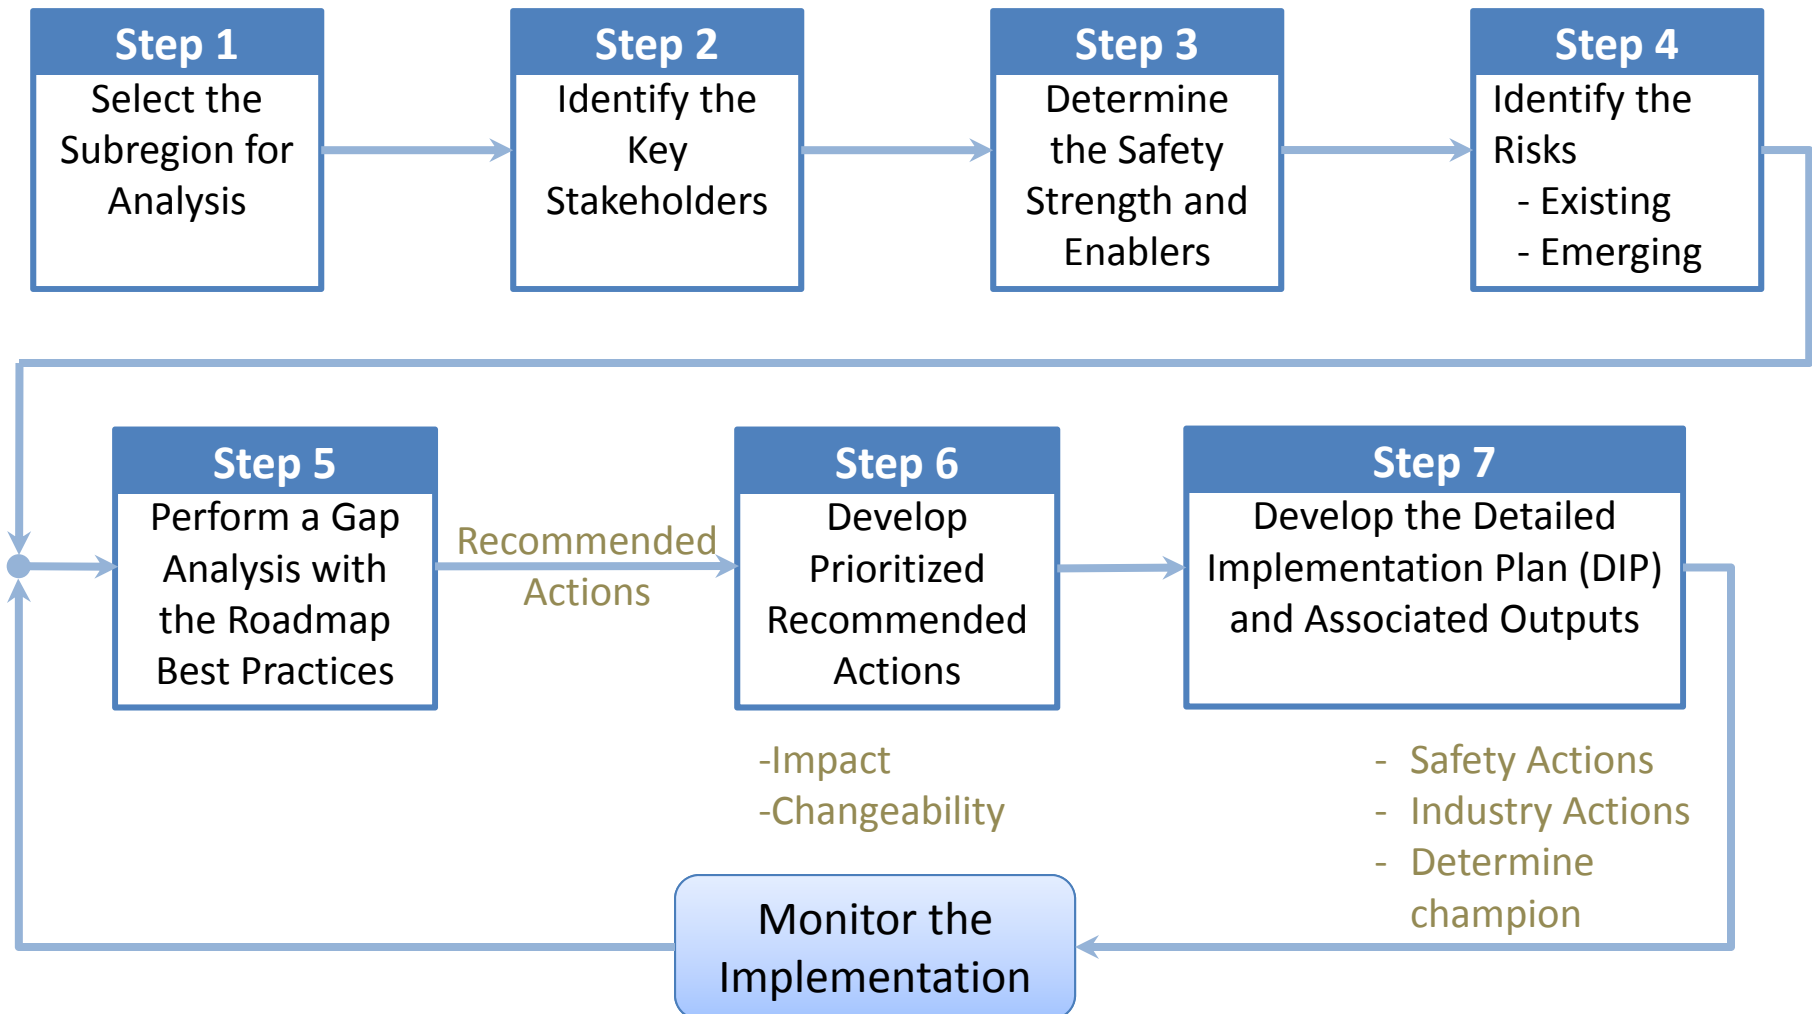 Step 1
Select the
Subregion for
Analysis
Step 2
Identify the
Key
Stakeholders
Step 3
Determine
the Safety
Strength and
Enablers
Step 4
Identify the
Risks
- Existing
- Emerging
Step 5
Perform a Gap
Analysis with
the Roadmap
Best Practices
Recommended
Actions
Step 6
Develop
Prioritized
Recommended
Actions
-Impact
-Changeability
Step 7
Develop the Detailed
Implementation Plan (DIP)
and Associated Outputs
- Safety Actions
- Industry Actions
- Determine
champion
Monitor the
Implementation